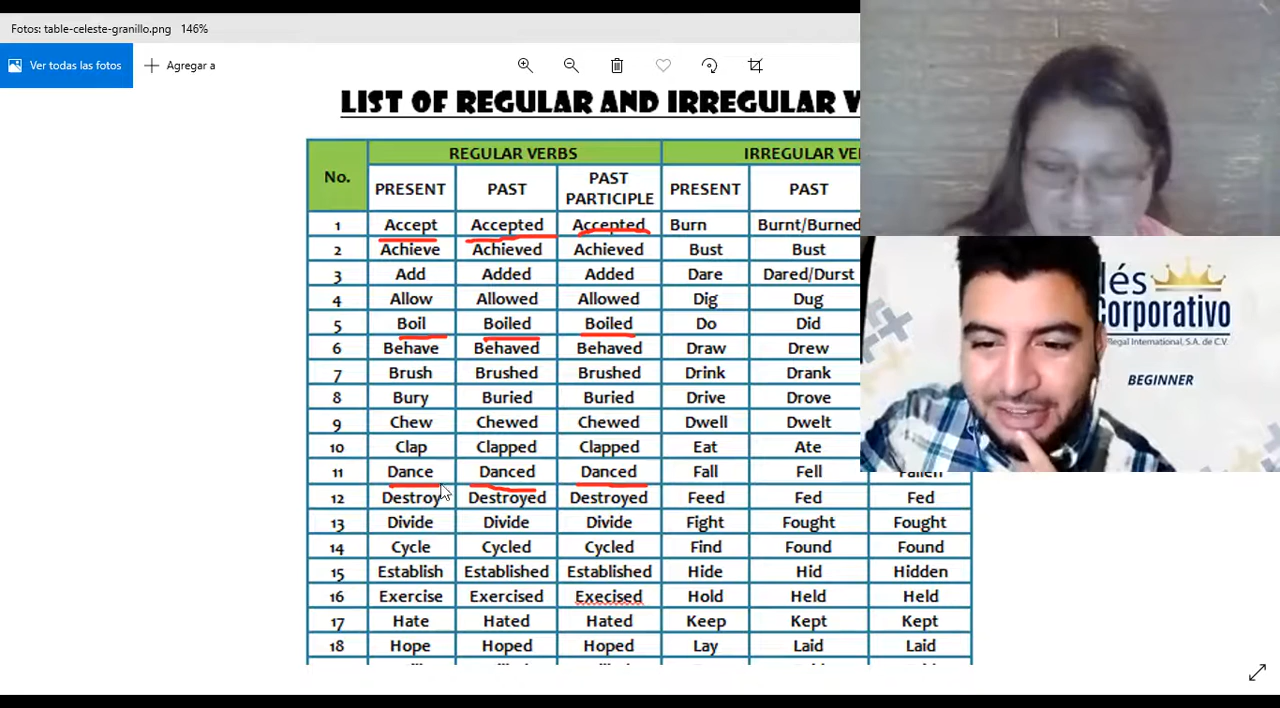 Fotos: table-celeste-granillo.png 146%
Ver todas las fotos Agregar a
LIST OF REGULAR AND IRREGULAR V
No. REGULAR VERBS IRREGULAR VE
PRESENT PAST PAST PARTICIPLE PRESENT PAST
1 Accept Accepted Accepted Burn Burnt/Burned
2 Achieve Achieved Achieved Bust Bust
3 Add Added Added Dare Dared/Durst
4 Allow Allowed Allowed Dig Dug
5 Boil Boiled Boiled Do Did
6 Behave Behaved Behaved Draw Drew
7 Brush Brushed Brushed Drink Drank
8 Bury Buried Buried Drive Drove
9 Chew Chewed Chewed Dwell Dwelt
10 Clap Clapped Clapped Eat Ate
11 Dance Danced Danced Fall Fell Fallen
12 Destroy Destroyed Destroyed Feed Fed Fed
13 Divide Divide Divide Fight Fought Fought
14 Cycle Cycled Cycled Find Found Found
15 Establish Established Established Hide Hid Hidden
16 Exercise Exercised Execised Hold Held Held
17 Hate Hated Hated Keep Kept Kept
18 Hope Hoped Hoped Lay Laid Laid
lés
Corporativo
Regal International, S.A. de C.V.
BEGINNER